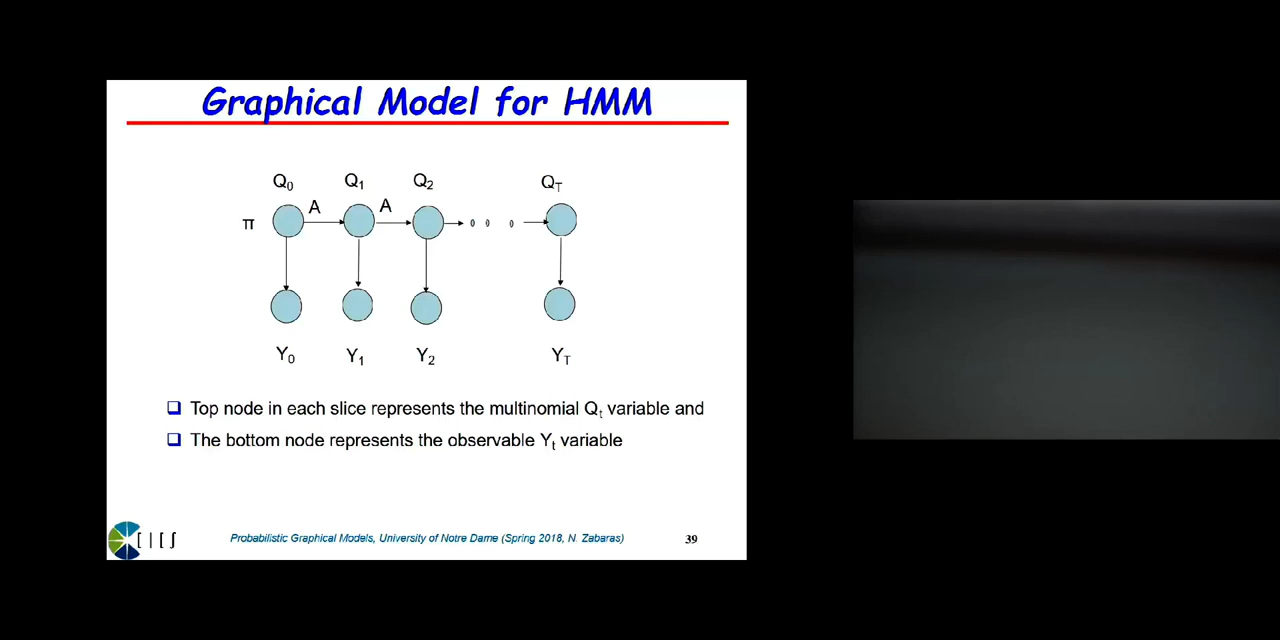 Graphical Model for HMM
Q0 Q1 Q2 QT
A A
π
Y0 Y1 Y2 YT
❑ Top node in each slice represents the multinomial Qt variable and
❑ The bottom node represents the observable Yt variable
Probabilistic Graphical Models, University of Notre Dame (Spring 2018, N. Zabaras)
39